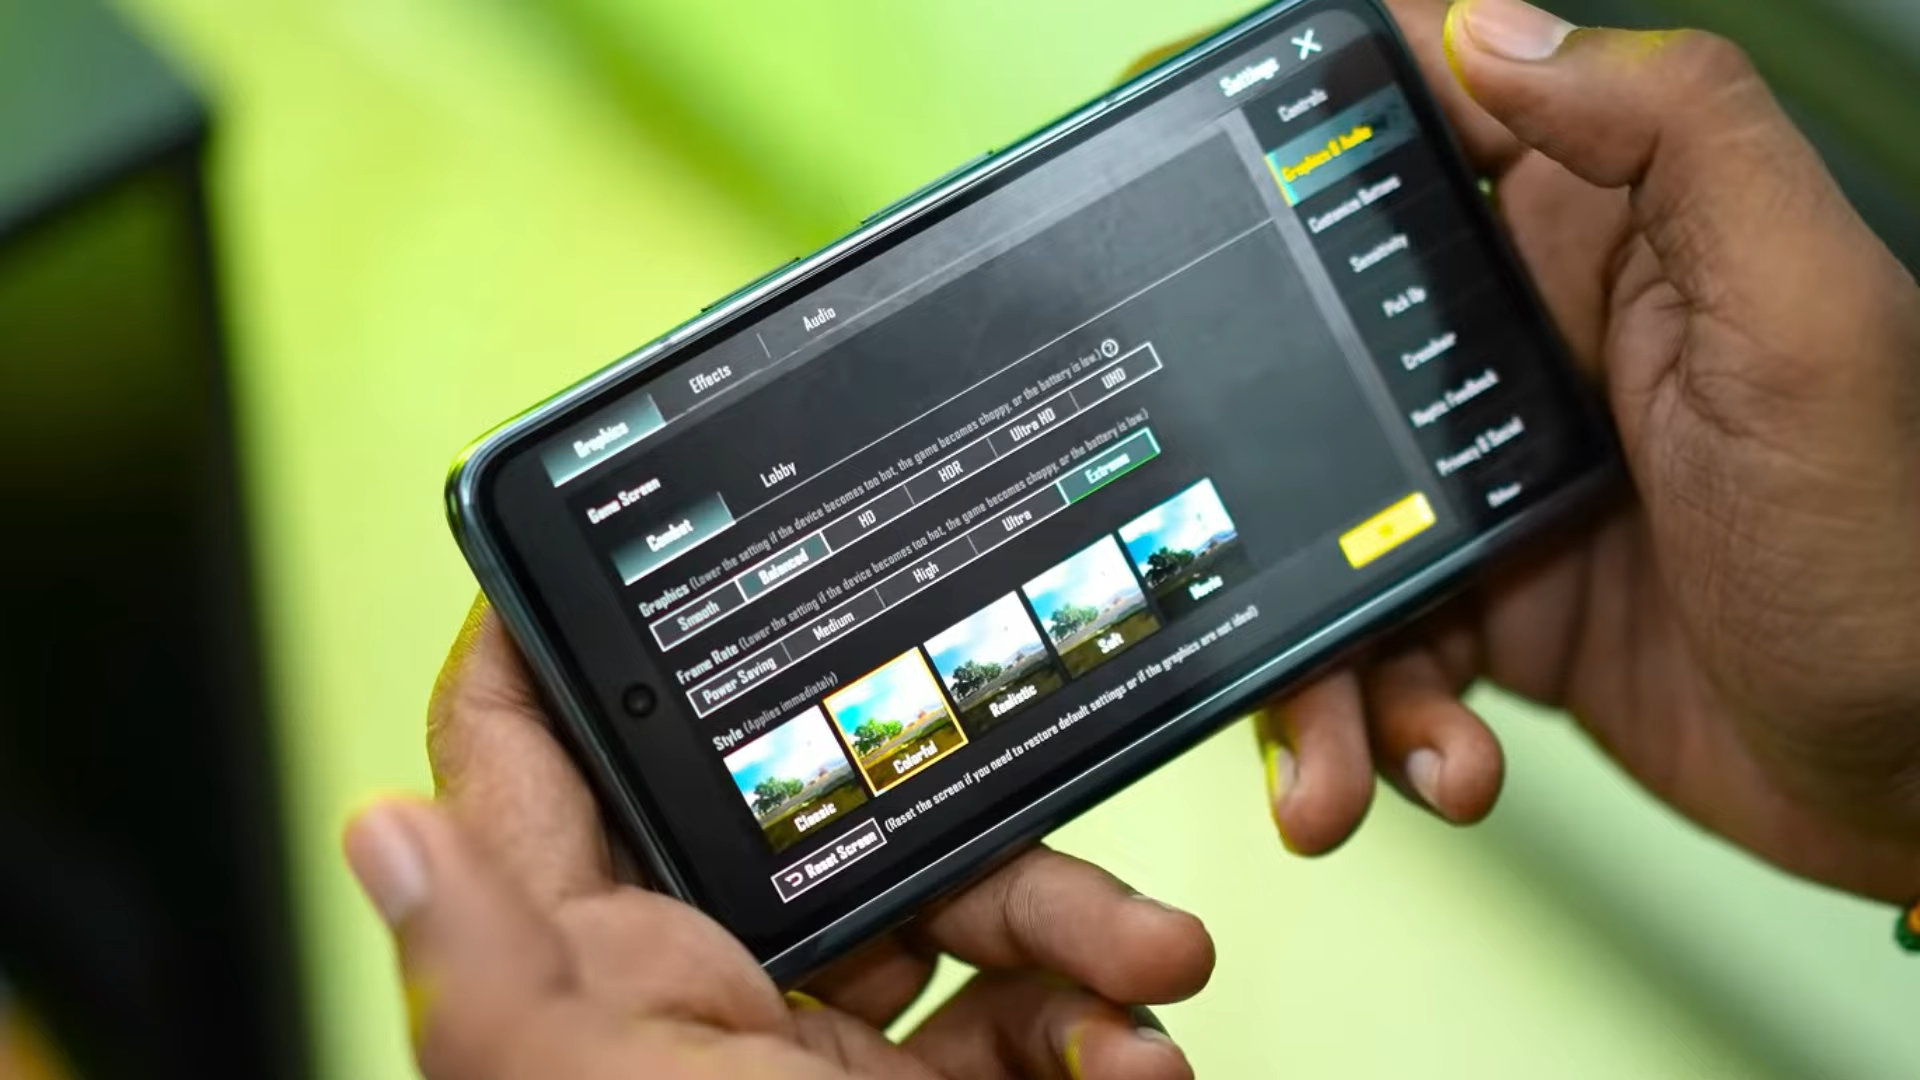 Settings X
Controls
Graphics & Audio
Customize Buttons
Sensitivity
Pick Up
Crosshair
Haptic Feedback
Privacy & Social
Other
Graphics
Effects
Audio
Game Screen
Combat
Lobby
Graphics (Lower the setting if the device becomes too hot, the game becomes choppy, or the battery is low.) ?
Smooth Balanced HD HDR Ultra HD UHD
Frame Rate (Lower the setting if the device becomes too hot, the game becomes choppy, or the battery is low.)
Power Saving Medium High Ultra Extreme
Style (Applies immediately)
Classic Colorful Realistic Soft Movie
Reset Screen (Reset the screen if you need to restore default settings or if the graphics are not ideal)